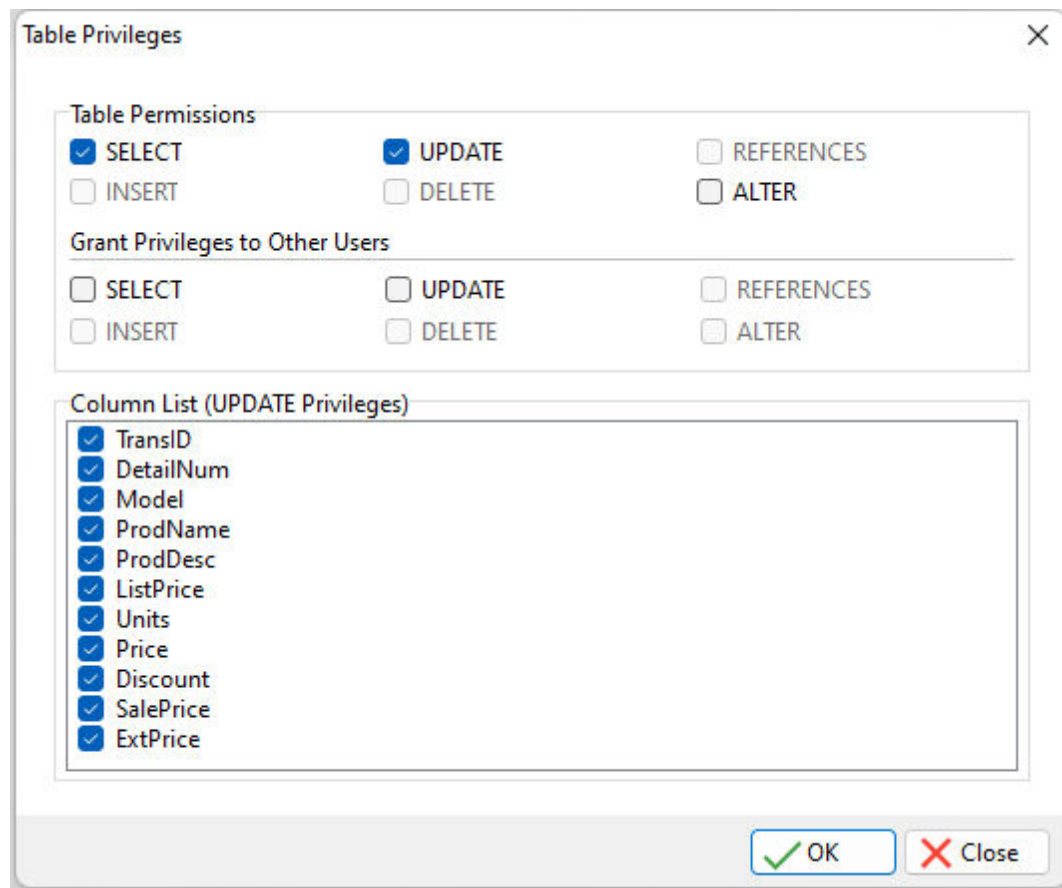 Table Privileges
Table Permissions
SELECT UPDATE REFERENCES
INSERT DELETE ALTER
Grant Privileges to Other Users
SELECT UPDATE REFERENCES
INSERT DELETE ALTER
Column List (UPDATE Privileges)
TransID
DetailNum
Model
ProdName
ProdDesc
ListPrice
Units
Price
Discount
SalePrice
ExtPrice
OK Close